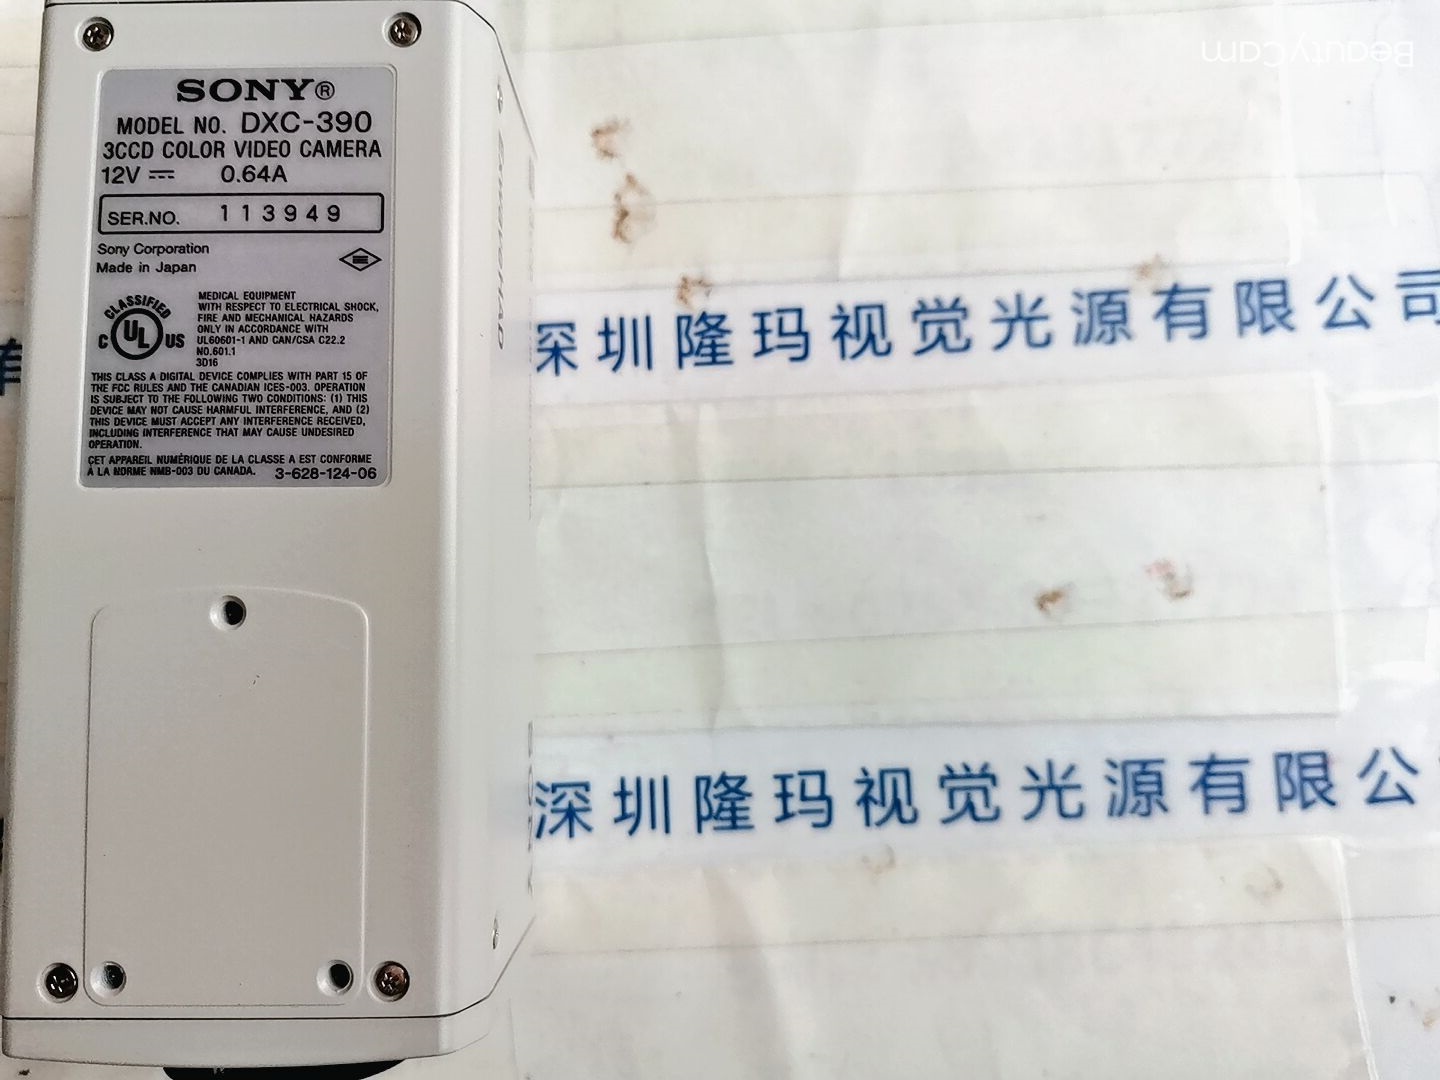 SONY®
MODEL NO. DXC-390
3CCD COLOR VIDEO CAMERA
12V ⎓ 0.64A
SER.NO. 113949
Sony Corporation
Made in Japan
CLASSIFIED
C UL US
MEDICAL EQUIPMENT
WITH RESPECT TO ELECTRICAL SHOCK,
FIRE AND MECHANICAL HAZARDS
ONLY IN ACCORDANCE WITH
UL60601-1 AND CAN/CSA C22.2
NO.601.1
3D16
THIS CLASS A DIGITAL DEVICE COMPLIES WITH PART 15 OF
THE FCC RULES AND THE CANADIAN ICES-003. OPERATION
IS SUBJECT TO THE FOLLOWING TWO CONDITIONS: (1) THIS
DEVICE MAY NOT CAUSE HARMFUL INTERFERENCE, AND (2)
THIS DEVICE MUST ACCEPT ANY INTERFERENCE RECEIVED,
INCLUDING INTERFERENCE THAT MAY CAUSE UNDESIRED
OPERATION.
CET APPAREIL NUMÉRIQUE DE LA CLASSE A EST CONFORME
À LA NORME NMB-003 DU CANADA. 3-628-124-06
BeautyCam
深圳隆玛视觉光源有限公司
深圳隆玛视觉光源有限公